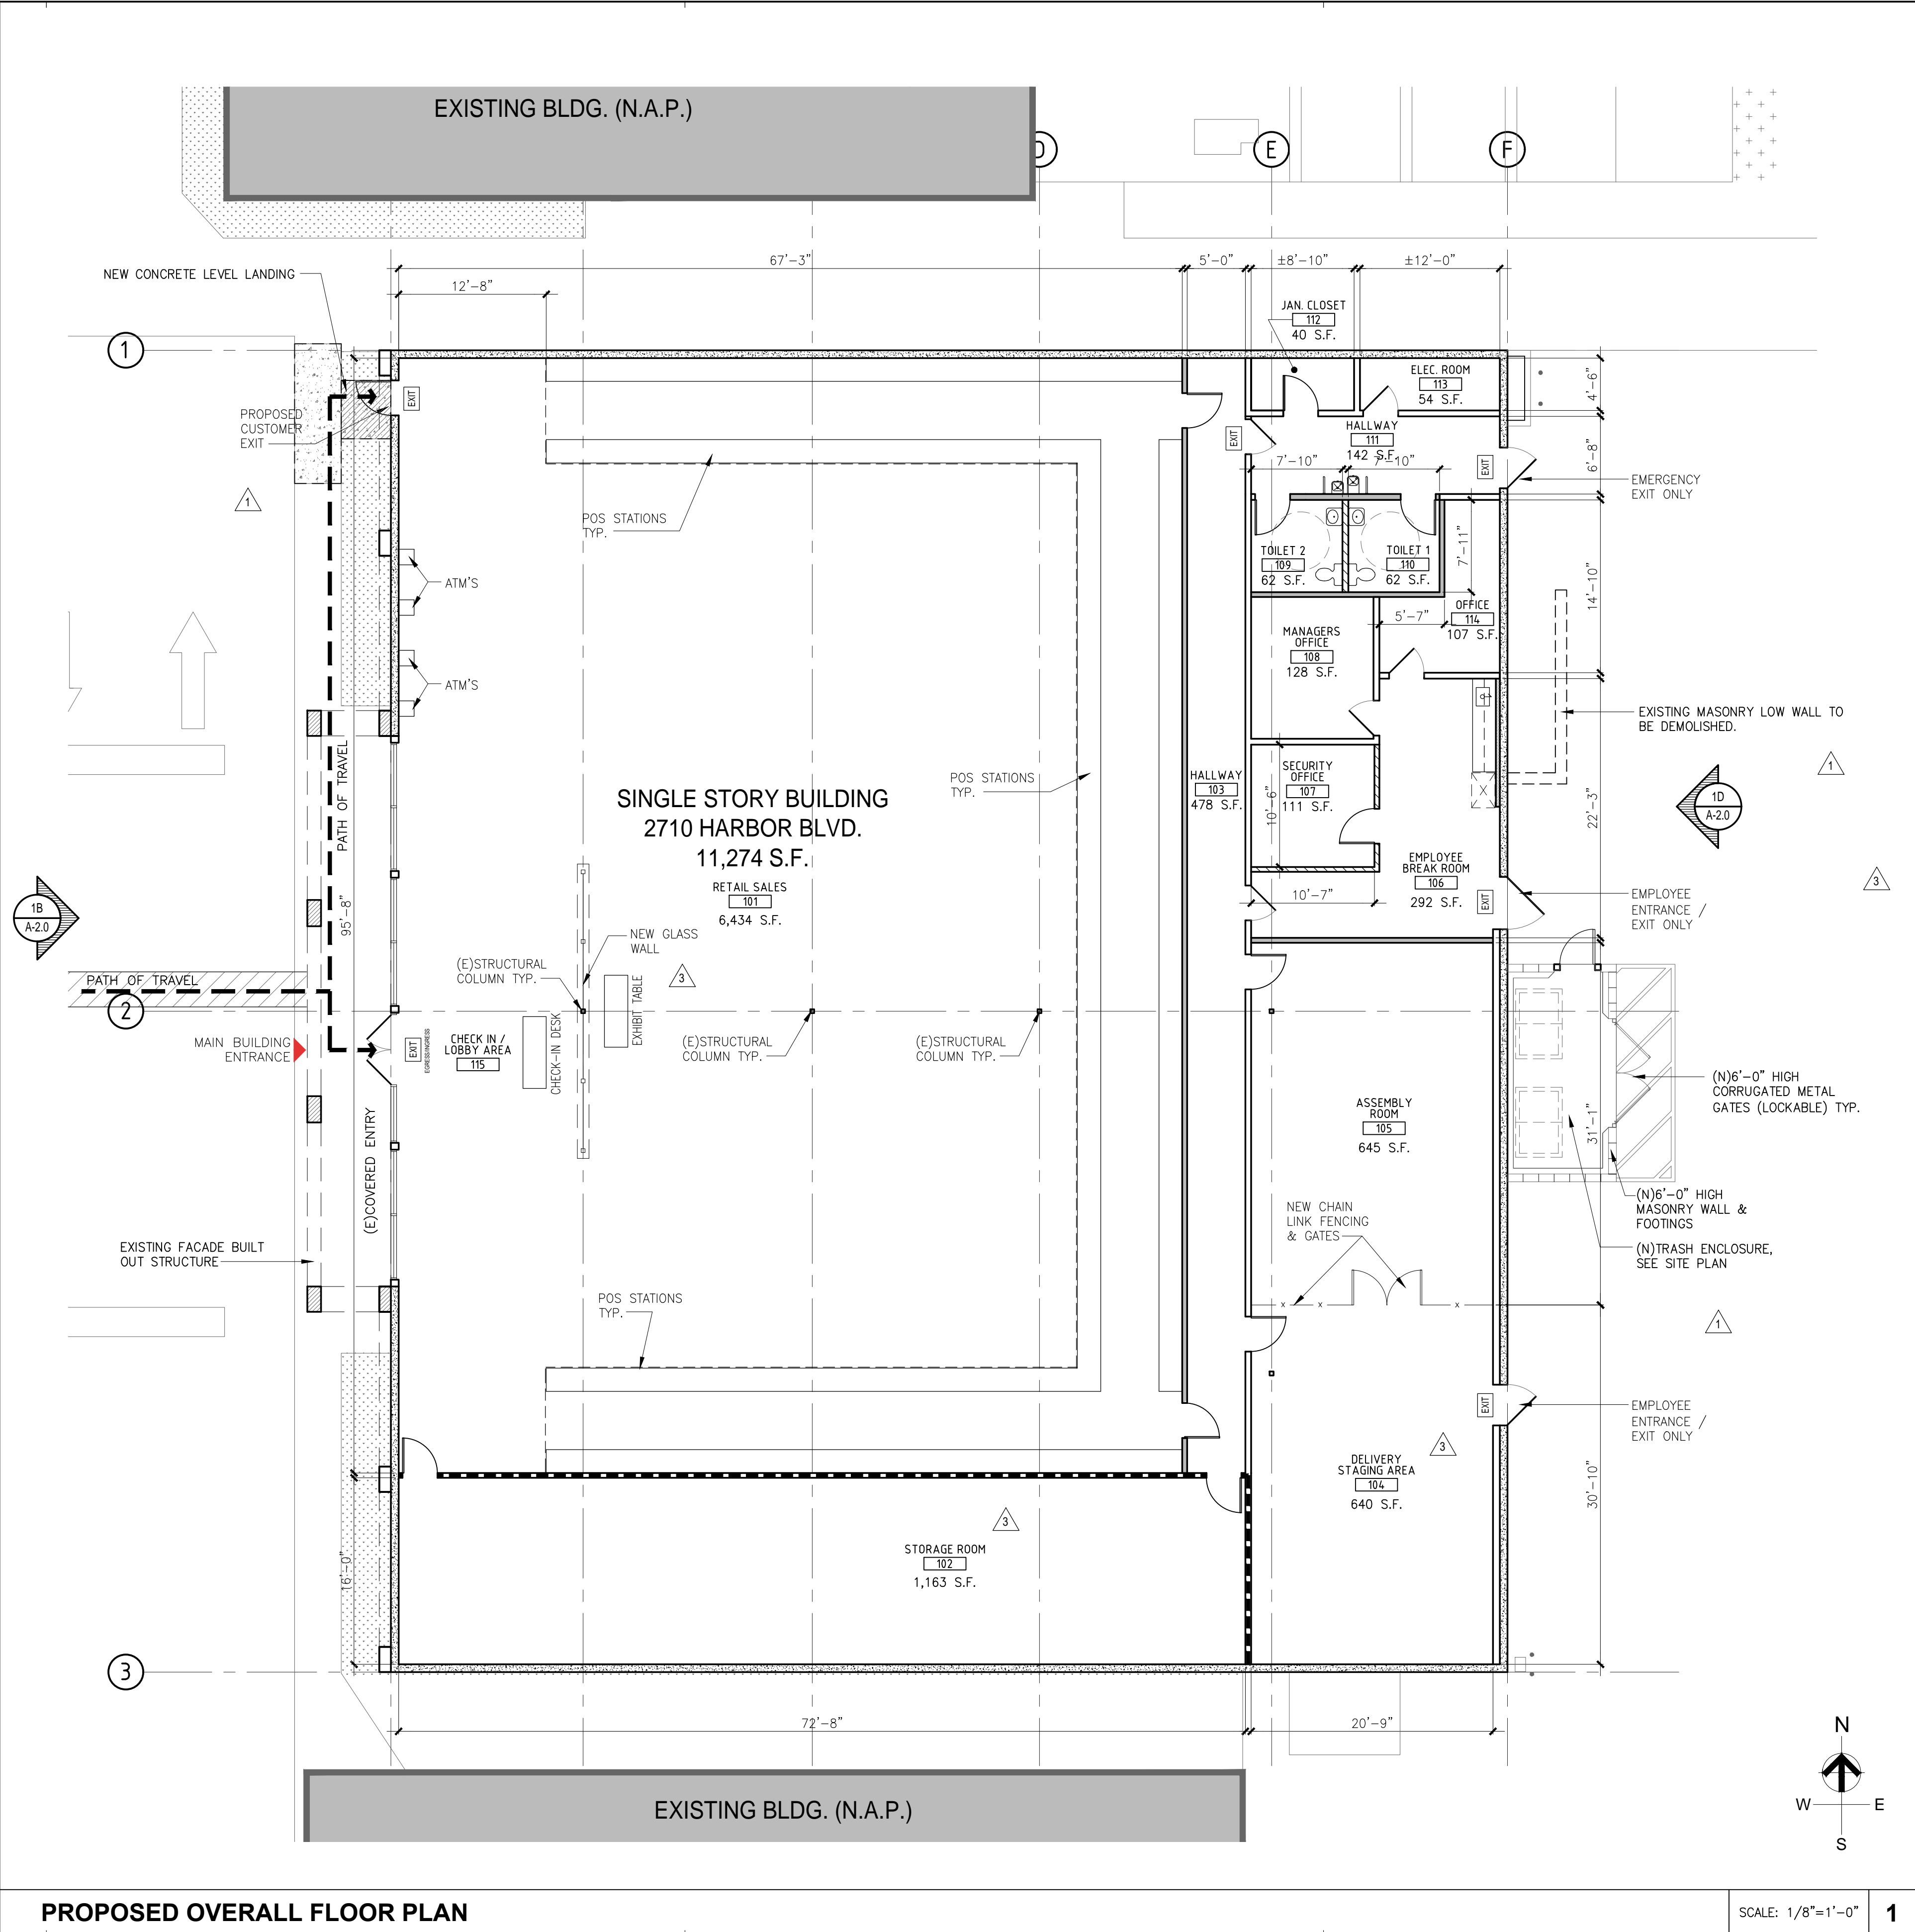 EXISTING BLDG. (N.A.P.)
D
E
F
NEW CONCRETE LEVEL LANDING
67'-3"
5'-0"
±8'-10"
±12'-0"
12'-8"
JAN. CLOSET
112
40 S.F.
1
ELEC. ROOM
113
54 S.F.
4'-6"
EXIT
PROPOSED
CUSTOMER
EXIT
HALLWAY
111
142 S.F.
EXIT
EXIT
6'-8"
7'-10"
7'-10"
1
EMERGENCY
EXIT ONLY
POS STATIONS
TYP.
TOILET 2
109
62 S.F.
TOILET 1
110
62 S.F.
7'-11"
14'-10"
ATM'S
OFFICE
114
107 S.F.
5'-7"
MANAGERS
OFFICE
108
128 S.F.
ATM'S
EXISTING MASONRY LOW WALL TO
BE DEMOLISHED.
1
PATH OF TRAVEL
POS STATIONS
TYP.
HALLWAY
103
478 S.F.
SECURITY
OFFICE
107
111 S.F.
10'-6"
22'-3"
1D
A-2.0
SINGLE STORY BUILDING
2710 HARBOR BLVD.
11,274 S.F.
RETAIL SALES
101
6,434 S.F.
EMPLOYEE
BREAK ROOM
106
292 S.F.
10'-7"
EXIT
3
EMPLOYEE
ENTRANCE /
EXIT ONLY
1B
A-2.0
95'-8"
NEW GLASS
WALL
3
(E)STRUCTURAL
COLUMN TYP.
EXHIBIT TABLE
PATH OF TRAVEL
2
MAIN BUILDING
ENTRANCE
EXIT
EGRESS/INGRESS
CHECK IN /
LOBBY AREA
115
CHECK-IN DESK
(E)STRUCTURAL
COLUMN TYP.
(E)STRUCTURAL
COLUMN TYP.
(N)6'-0" HIGH
CORRUGATED METAL
GATES (LOCKABLE) TYP.
ASSEMBLY
ROOM
105
645 S.F.
31'-1"
(E)COVERED ENTRY
NEW CHAIN
LINK FENCING
& GATES
(N)6'-0" HIGH
MASONRY WALL &
FOOTINGS
EXISTING FACADE BUILT
OUT STRUCTURE
(N)TRASH ENCLOSURE,
SEE SITE PLAN
POS STATIONS
TYP.
x x x
1
EXIT
EMPLOYEE
ENTRANCE /
EXIT ONLY
3
DELIVERY
STAGING AREA
104
640 S.F.
30'-10"
3
STORAGE ROOM
102
1,163 S.F.
16'-0"
3
72'-8"
20'-9"
N
W
E
S
EXISTING BLDG. (N.A.P.)
PROPOSED OVERALL FLOOR PLAN
SCALE: 1/8"=1'-0"
1